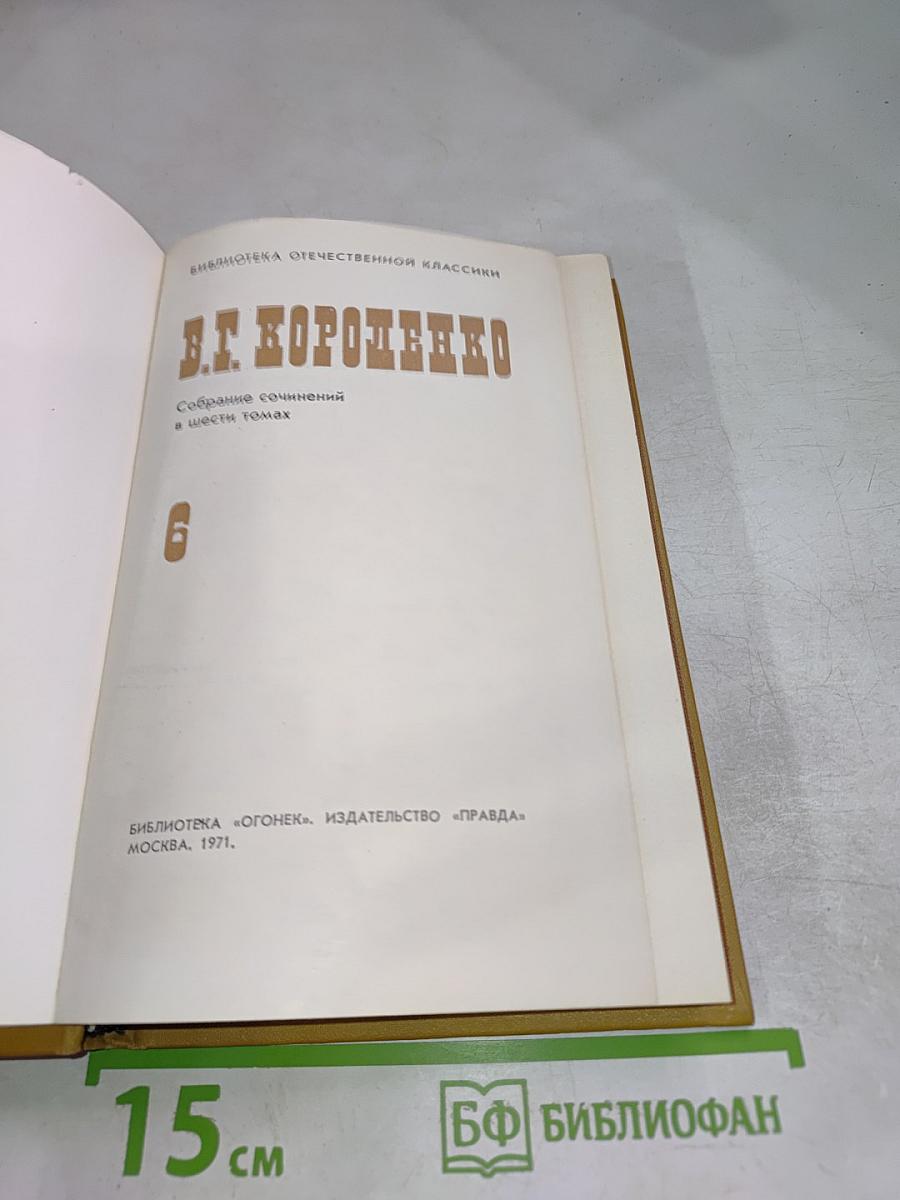 БИБЛИОТЕКА ОТЕЧЕСТВЕННОЙ КЛАССИКИ
В.Г. КОРОЛЕНКО
Собрание сочинений
в шести томах
6
БИБЛИОТЕКА «ОГОНЕК». ИЗДАТЕЛЬСТВО «ПРАВДА»
МОСКВА. 1971.
15 см
БФ БИБЛИОФАН